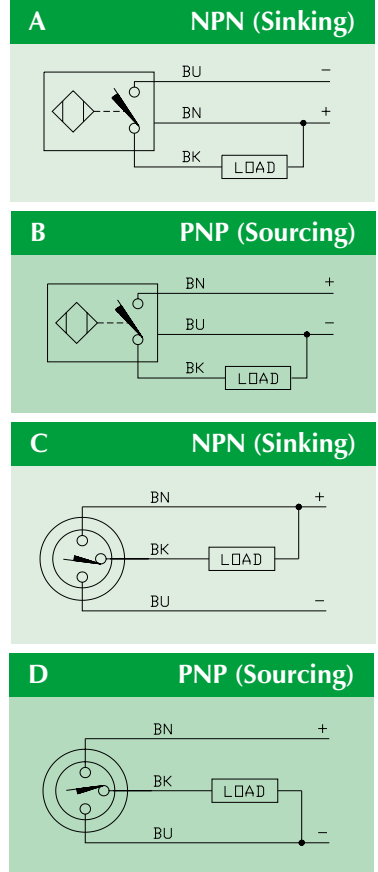 A NPN (Sinking)
BU −
BN +
BK LOAD
B PNP (Sourcing)
BN +
BU −
BK LOAD
C NPN (Sinking)
BN +
BK LOAD
BU −
D PNP (Sourcing)
BN +
BK LOAD
BU −